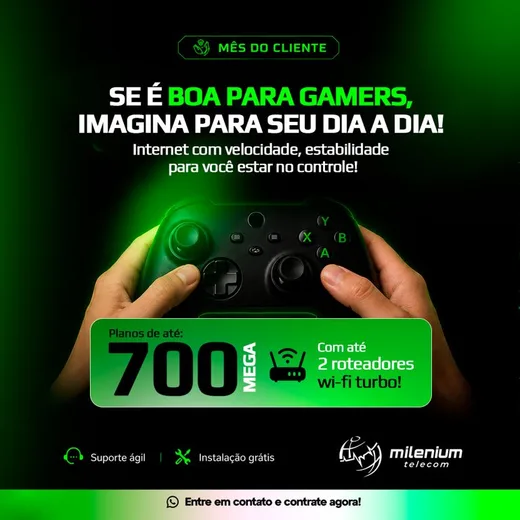 MÊS DO CLIENTE
SE É BOA PARA GAMERS,
IMAGINA PARA SEU DIA A DIA!
Internet com velocidade, estabilidade
para você estar no controle!
Y
X B
A
Planos de até:
700 MEGA
Com até
2 roteadores
wi-fi turbo!
Suporte ágil | Instalação grátis
milenium
telecom
Entre em contato e contrate agora!